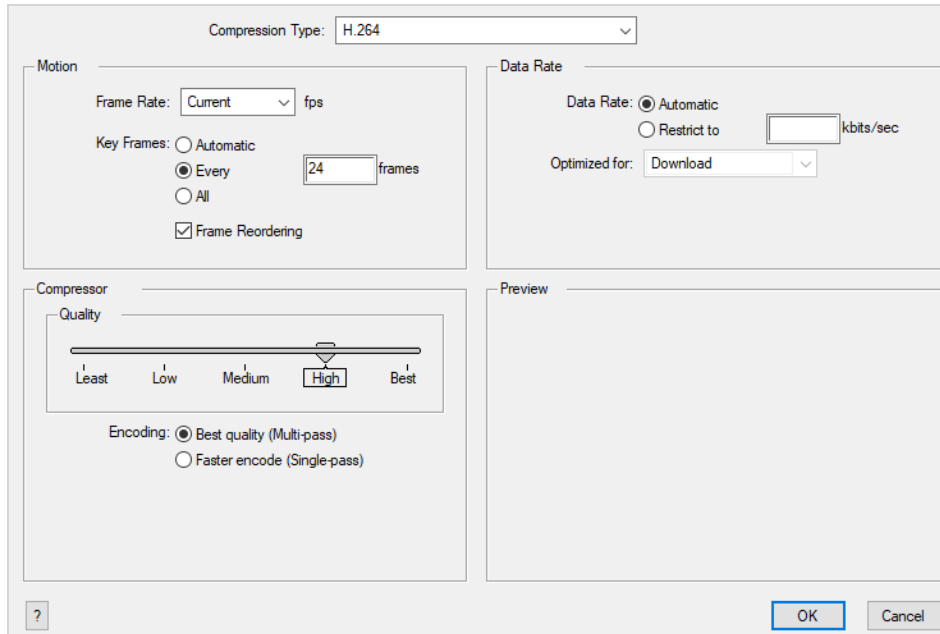 Compression Type: H.264
Motion
Frame Rate: Current fps
Key Frames: Automatic
Every 24 frames
All
Frame Reordering
Data Rate
Data Rate: Automatic
Restrict to kbits/sec
Optimized for: Download
Compressor
Quality
Least Low Medium High Best
Encoding: Best quality (Multi-pass)
Faster encode (Single-pass)
Preview
? OK Cancel